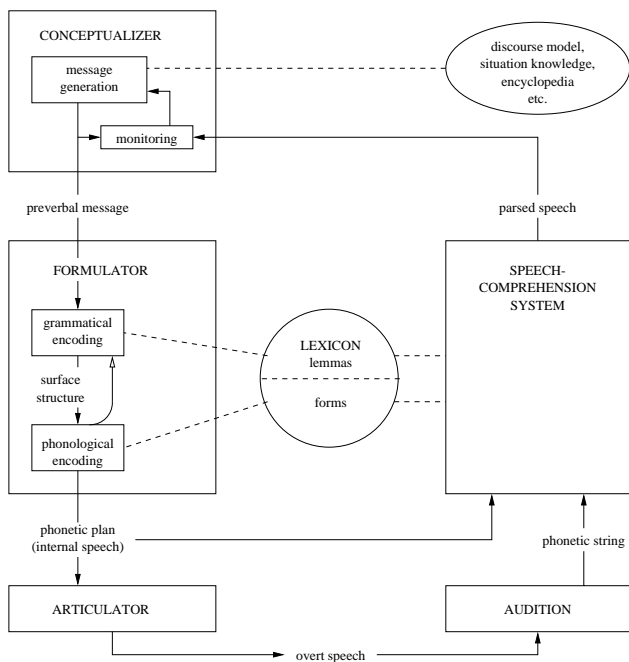 CONCEPTUALIZER
message
generation
monitoring
discourse model,
situation knowledge,
encyclopedia
etc.
preverbal message
parsed speech
FORMULATOR
grammatical
encoding
surface
structure
phonological
encoding
LEXICON
lemmas
forms
SPEECH-
COMPREHENSION
SYSTEM
phonetic plan
(internal speech)
phonetic string
ARTICULATOR
AUDITION
overt speech